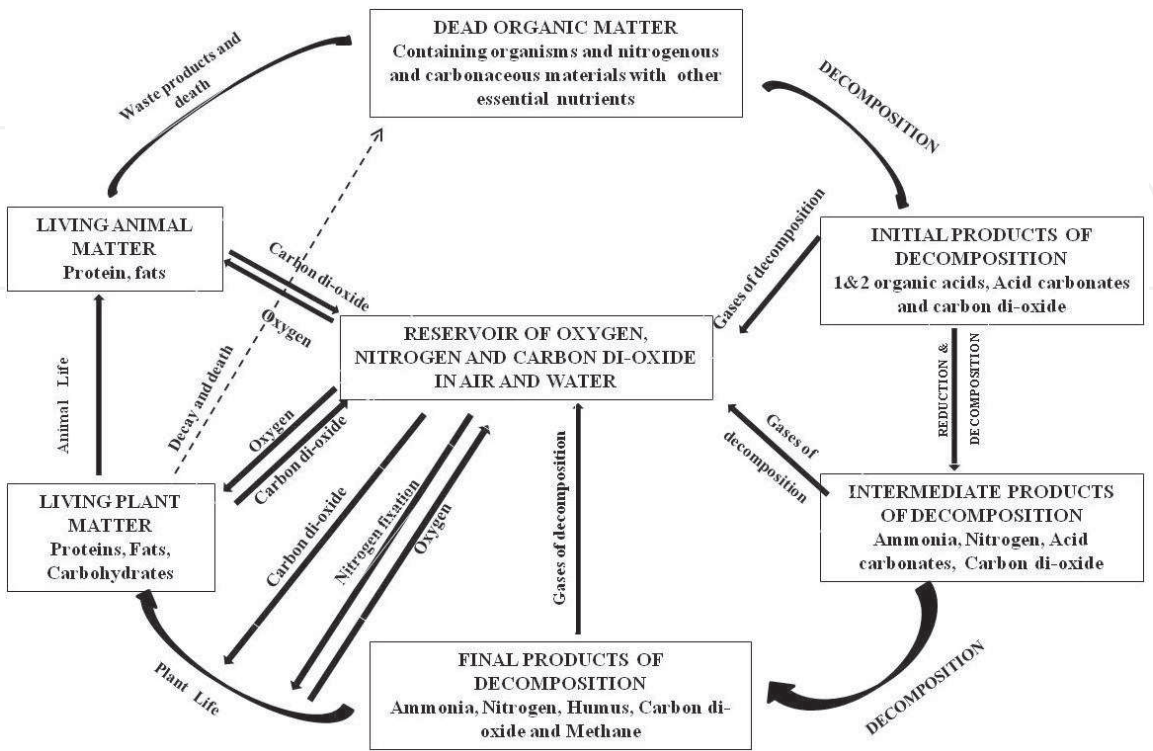 DEAD ORGANIC MATTER
Containing organisms and nitrogenous
and carbonaceous materials with other
essential nutrients
Waste products and
death
DECOMPOSITION
LIVING ANIMAL
MATTER
Protein, fats
INITIAL PRODUCTS OF
DECOMPOSITION
1&2 organic acids, Acid carbonates
and carbon di-oxide
Carbon di-oxide
Oxygen
Gases of decomposition
RESERVOIR OF OXYGEN,
NITROGEN AND CARBON DI-OXIDE
IN AIR AND WATER
Animal Life
Decay and death
REDUCTION &
DECOMPOSITION
Oxygen
Carbon di-oxide
Gases of
decomposition
LIVING PLANT
MATTER
Proteins, Fats,
Carbohydrates
Carbon di-oxide
Nitrogen fixation
Oxygen
Gases of decomposition
INTERMEDIATE PRODUCTS
OF DECOMPOSITION
Ammonia, Nitrogen, Acid
carbonates, Carbon di-oxide
Plant Life
FINAL PRODUCTS OF
DECOMPOSITION
Ammonia, Nitrogen, Humus, Carbon di-
oxide and Methane
DECOMPOSITION